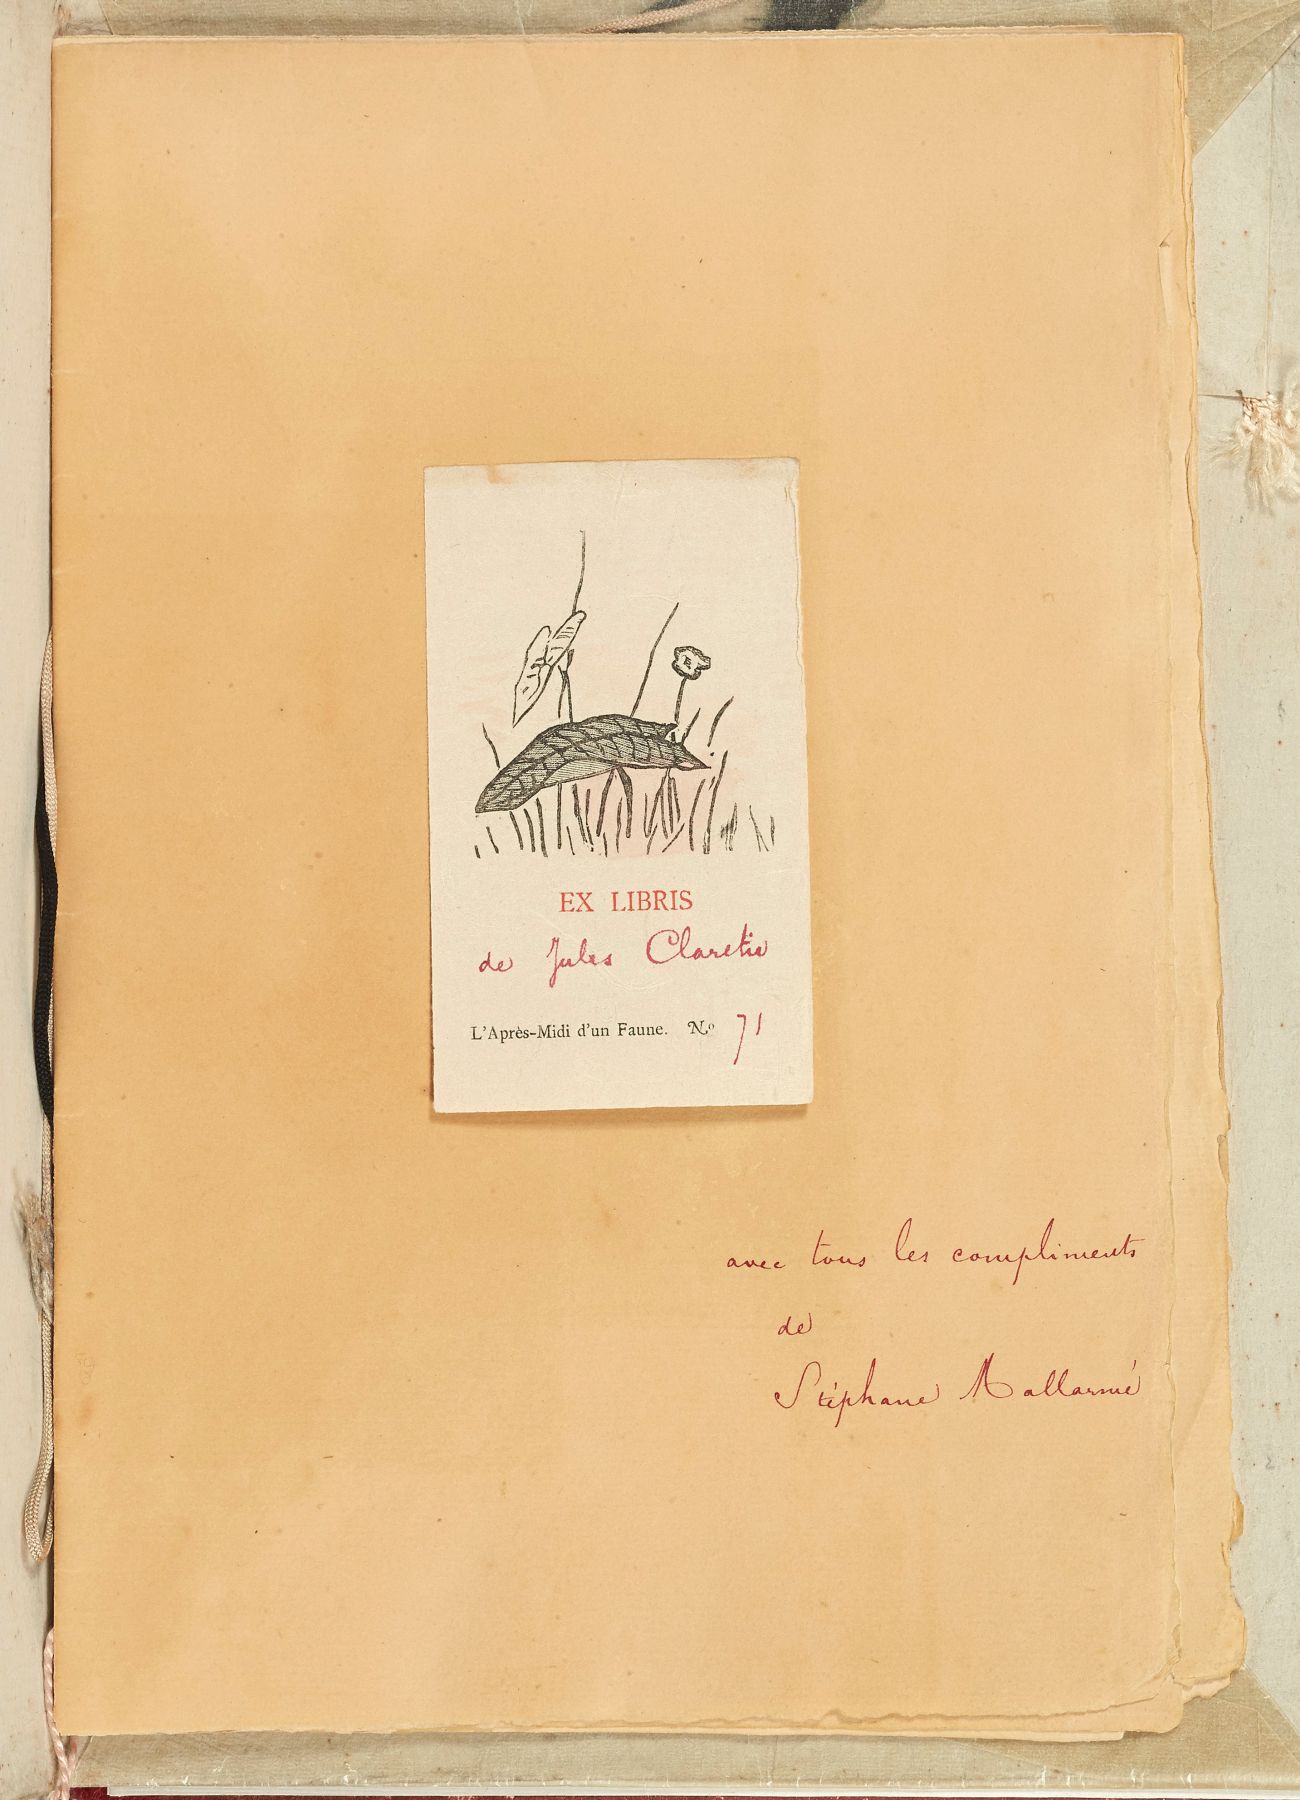 EX LIBRIS
de Jules Claretie
L'Après-Midi d'un Faune. No 71
avec tous les compliments
de
Stéphane Mallarmé